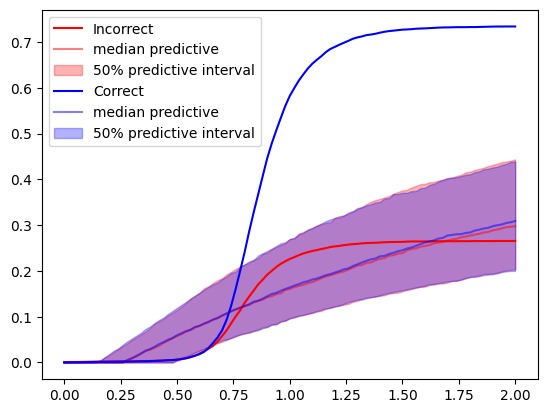 Incorrect
median predictive
50% predictive interval
Correct
median predictive
50% predictive interval
0.7
0.6
0.5
0.4
0.3
0.2
0.1
0.0
0.00 0.25 0.50 0.75 1.00 1.25 1.50 1.75 2.00